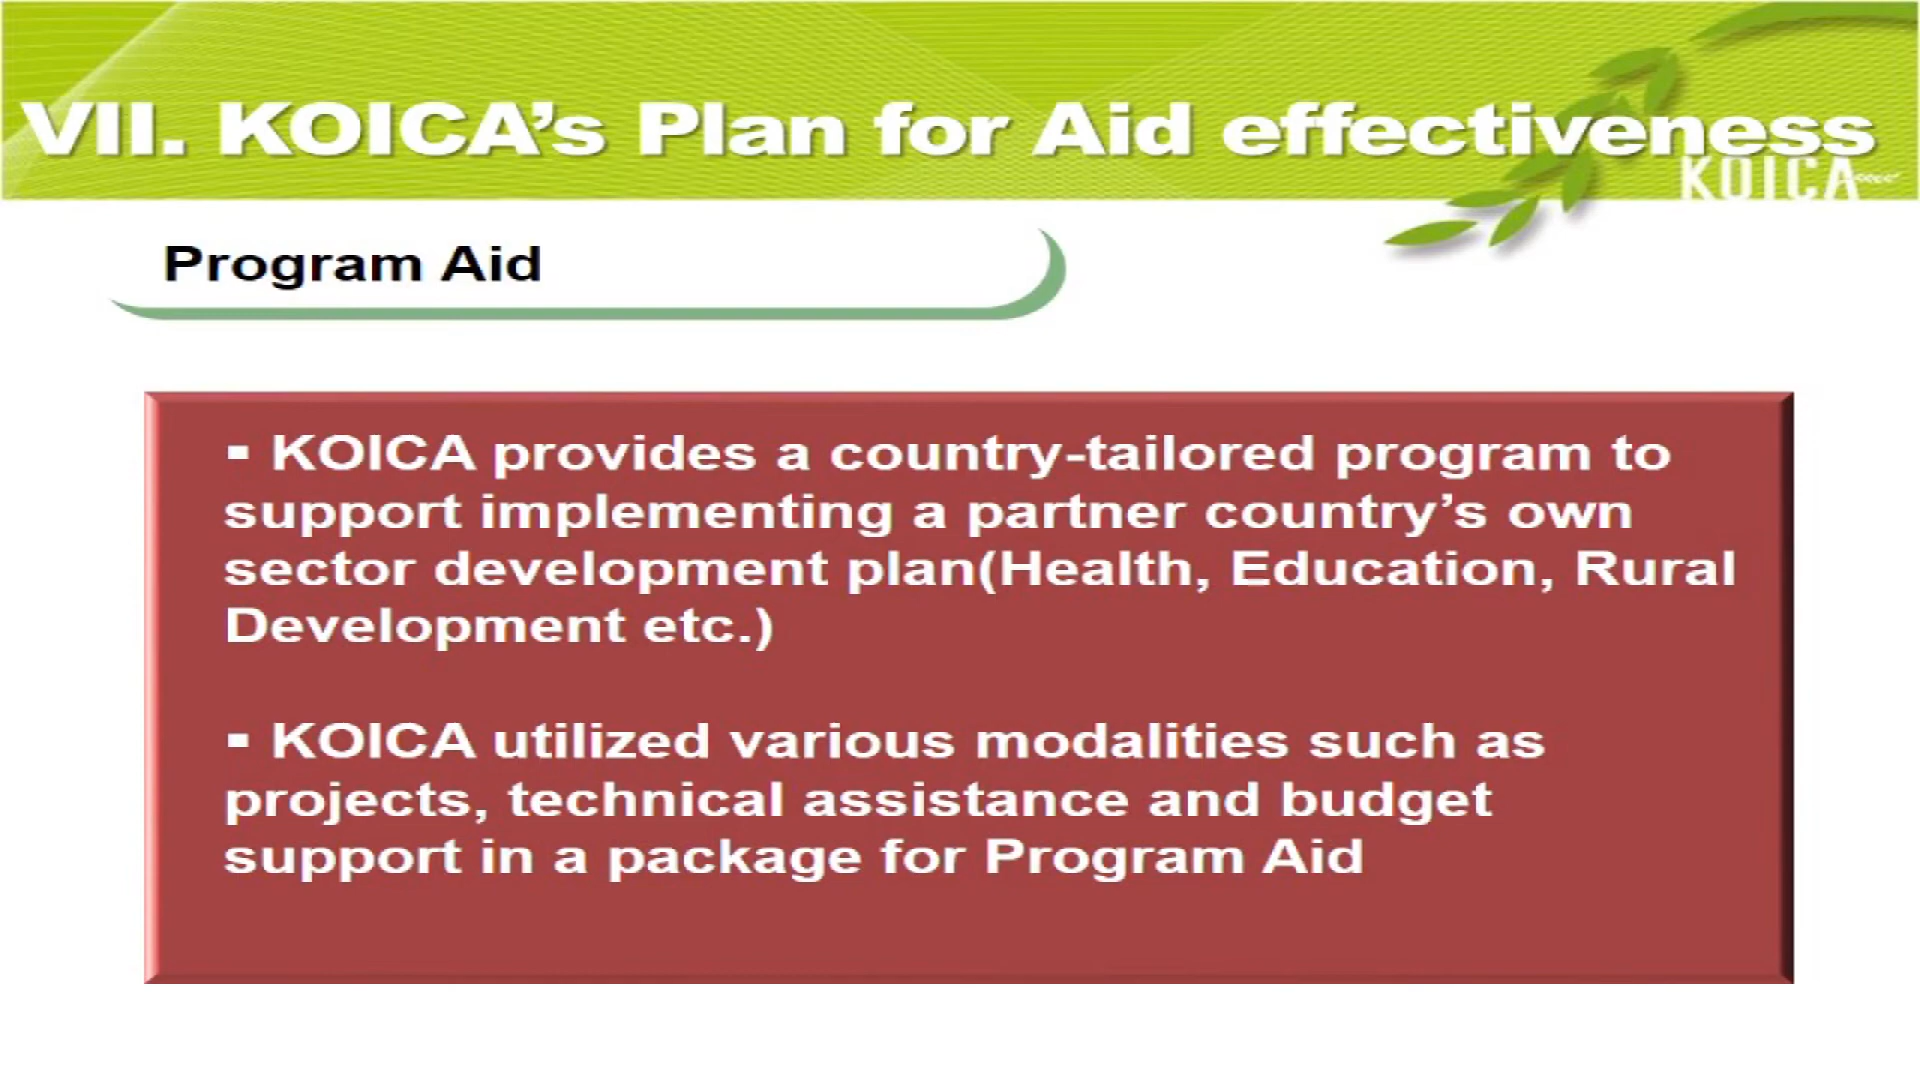 VII. KOICA’s Plan for Aid effectiveness
KOICA
Program Aid
▪ KOICA provides a country-tailored program to
support implementing a partner country’s own
sector development plan(Health, Education, Rural
Development etc.)
▪ KOICA utilized various modalities such as
projects, technical assistance and budget
support in a package for Program Aid